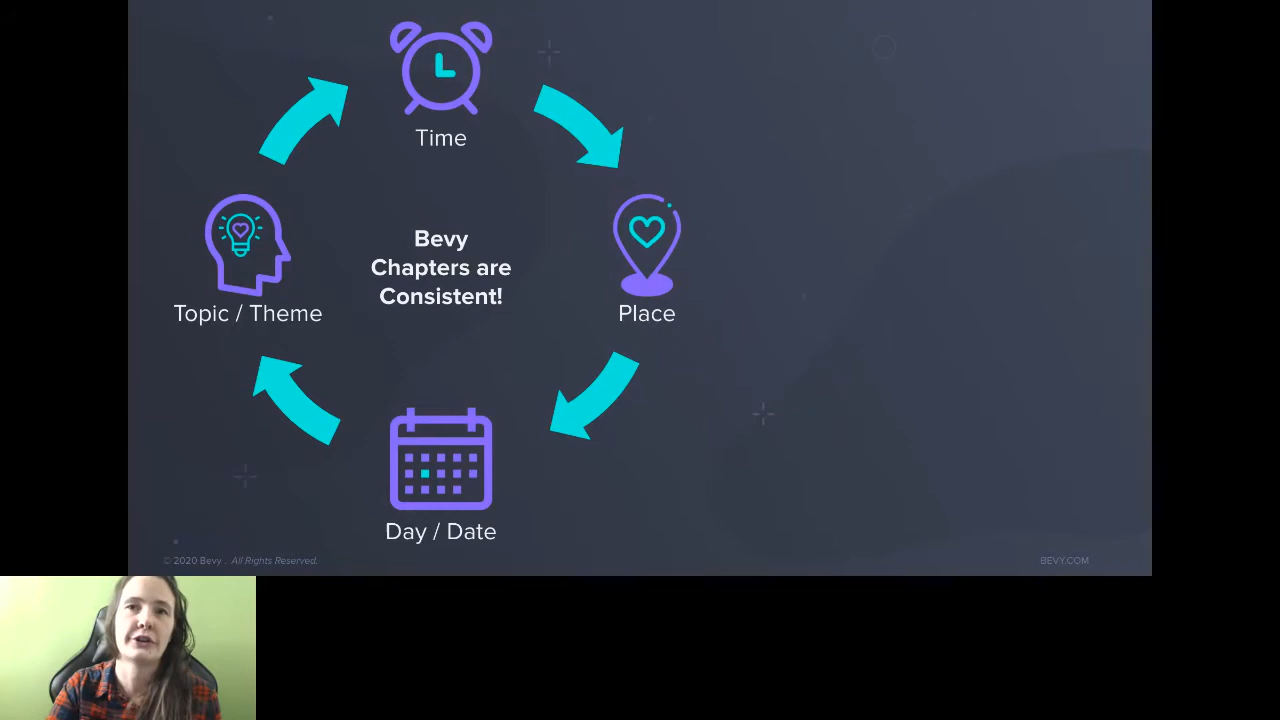 Time
Bevy
Chapters are
Consistent!
Topic / Theme
Place
Day / Date
© 2020 Bevy . All Rights Reserved.
BEVY.COM